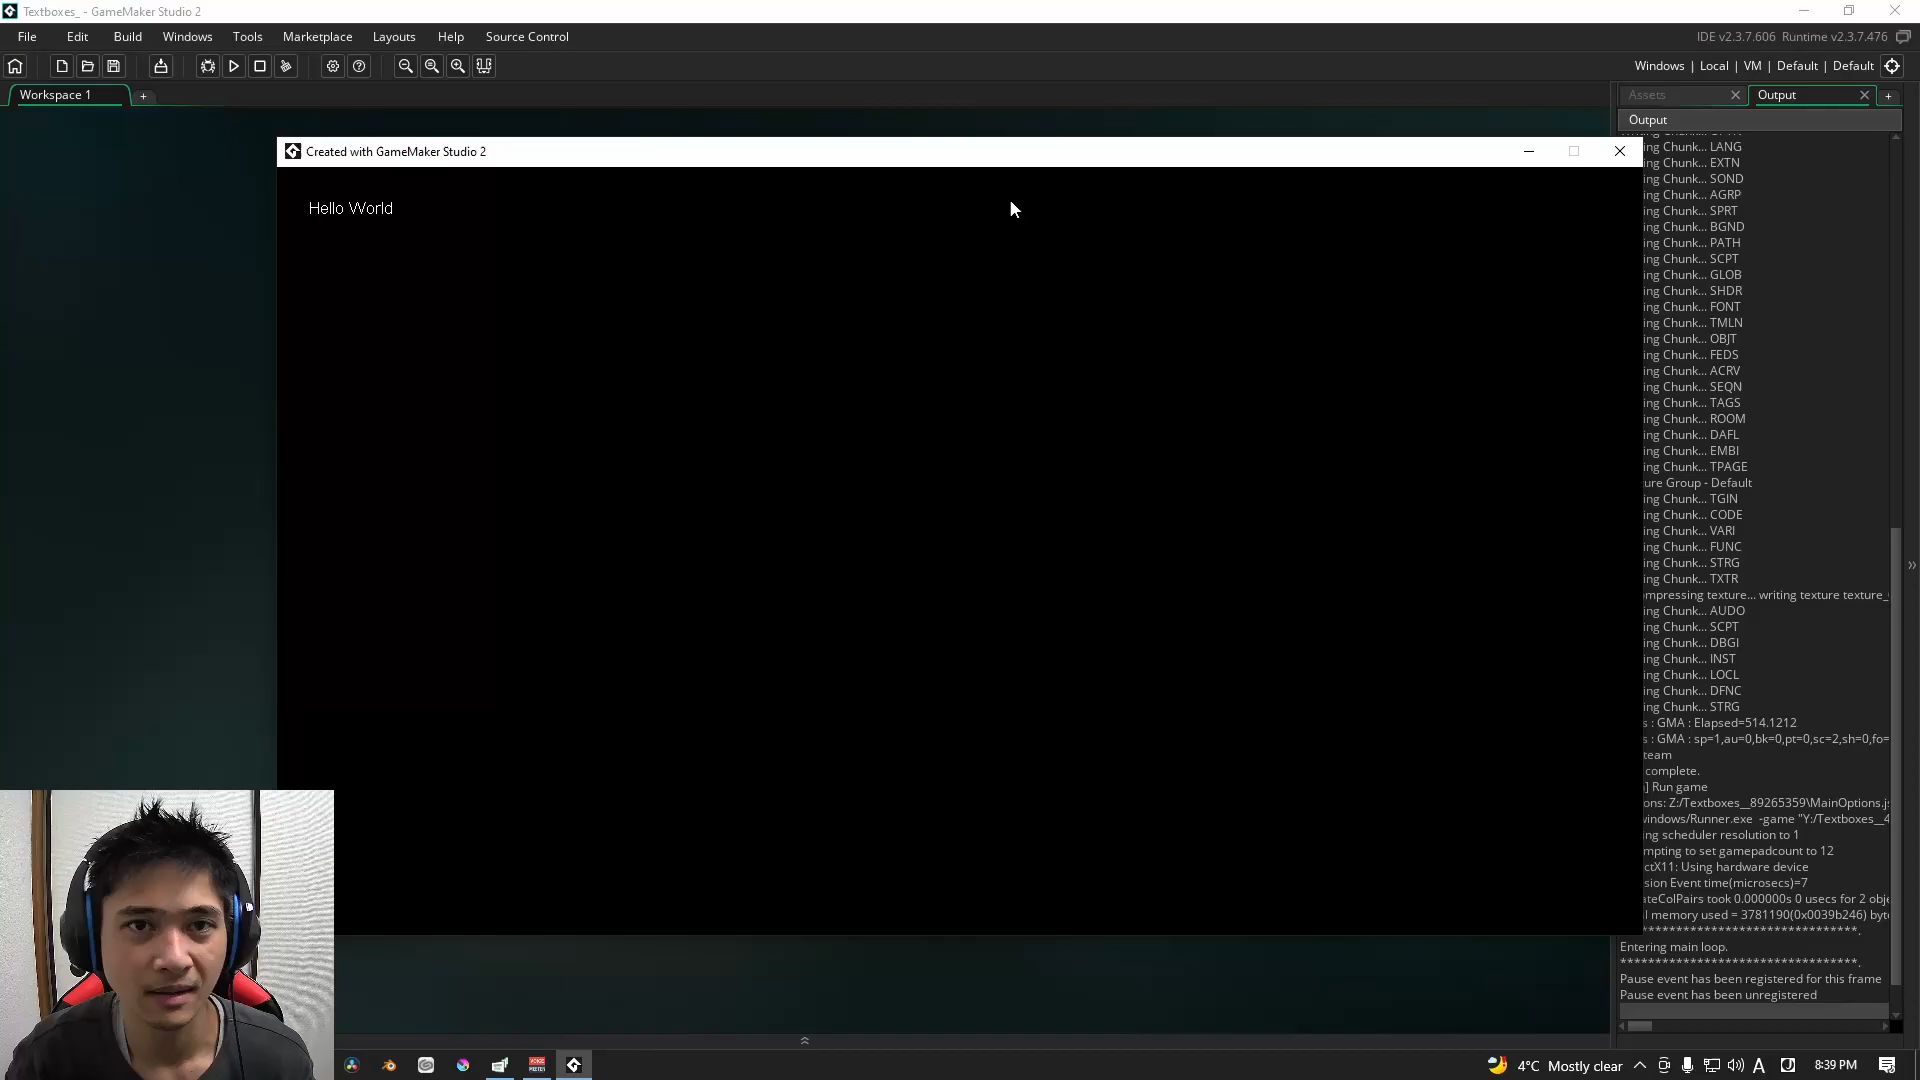 Textboxes_ - GameMaker Studio 2
File Edit Build Windows Tools Marketplace Layouts Help Source Control
IDE v2.3.7.606 Runtime v2.3.7.476
Windows | Local | VM | Default | Default
Workspace 1
Assets
Output
Output
Created with GameMaker Studio 2
Hello World
ing Chunk... LANG
ing Chunk... EXTN
ing Chunk... SOND
ing Chunk... AGRP
ing Chunk... SPRT
ing Chunk... BGND
ing Chunk... PATH
ing Chunk... SCPT
ing Chunk... GLOB
ing Chunk... SHDR
ing Chunk... FONT
ing Chunk... TMLN
ing Chunk... OBJT
ing Chunk... FEDS
ing Chunk... ACRV
ing Chunk... SEQN
ing Chunk... TAGS
ing Chunk... ROOM
ing Chunk... DAFL
ing Chunk... EMBI
ing Chunk... TPAGE
ure Group - Default
ing Chunk... TGIN
ing Chunk... CODE
ing Chunk... VARI
ing Chunk... FUNC
ing Chunk... STRG
ing Chunk... TXTR
mpressing texture... writing texture texture_
ing Chunk... AUDO
ing Chunk... SCPT
ing Chunk... DBGI
ing Chunk... INST
ing Chunk... LOCL
ing Chunk... DFNC
ing Chunk... STRG
s : GMA : Elapsed=514.1212
s : GMA : sp=1,au=0,bk=0,pt=0,sc=2,sh=0,fo=
team
complete.
] Run game
ons: Z:/Textboxes__89265359\MainOptions.js
windows/Runner.exe -game "Y:/Textboxes__4
ing scheduler resolution to 1
mpting to set gamepadcount to 12
ctX11: Using hardware device
sion Event time(microsecs)=7
ateColPairs took 0.000000s 0 usecs for 2 obje
l memory used = 3781190(0x0039b246) byt
Entering main loop.
Pause event has been registered for this frame
Pause event has been unregistered
4°C Mostly clear
A
8:39 PM